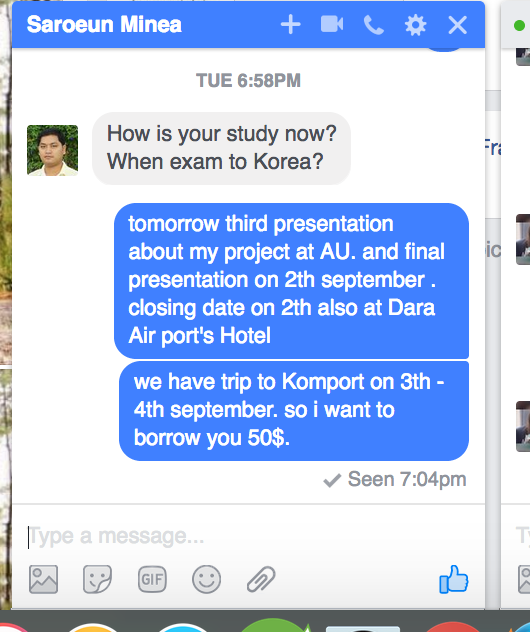 Saroeun Minea
TUE 6:58PM
How is your study now?
When exam to Korea?
tomorrow third presentation
about my project at AU. and final
presentation on 2th september .
closing date on 2th also at Dara
Air port's Hotel
we have trip to Komport on 3th -
4th september. so i want to
borrow you 50$.
Seen 7:04pm
Type a message...
GIF